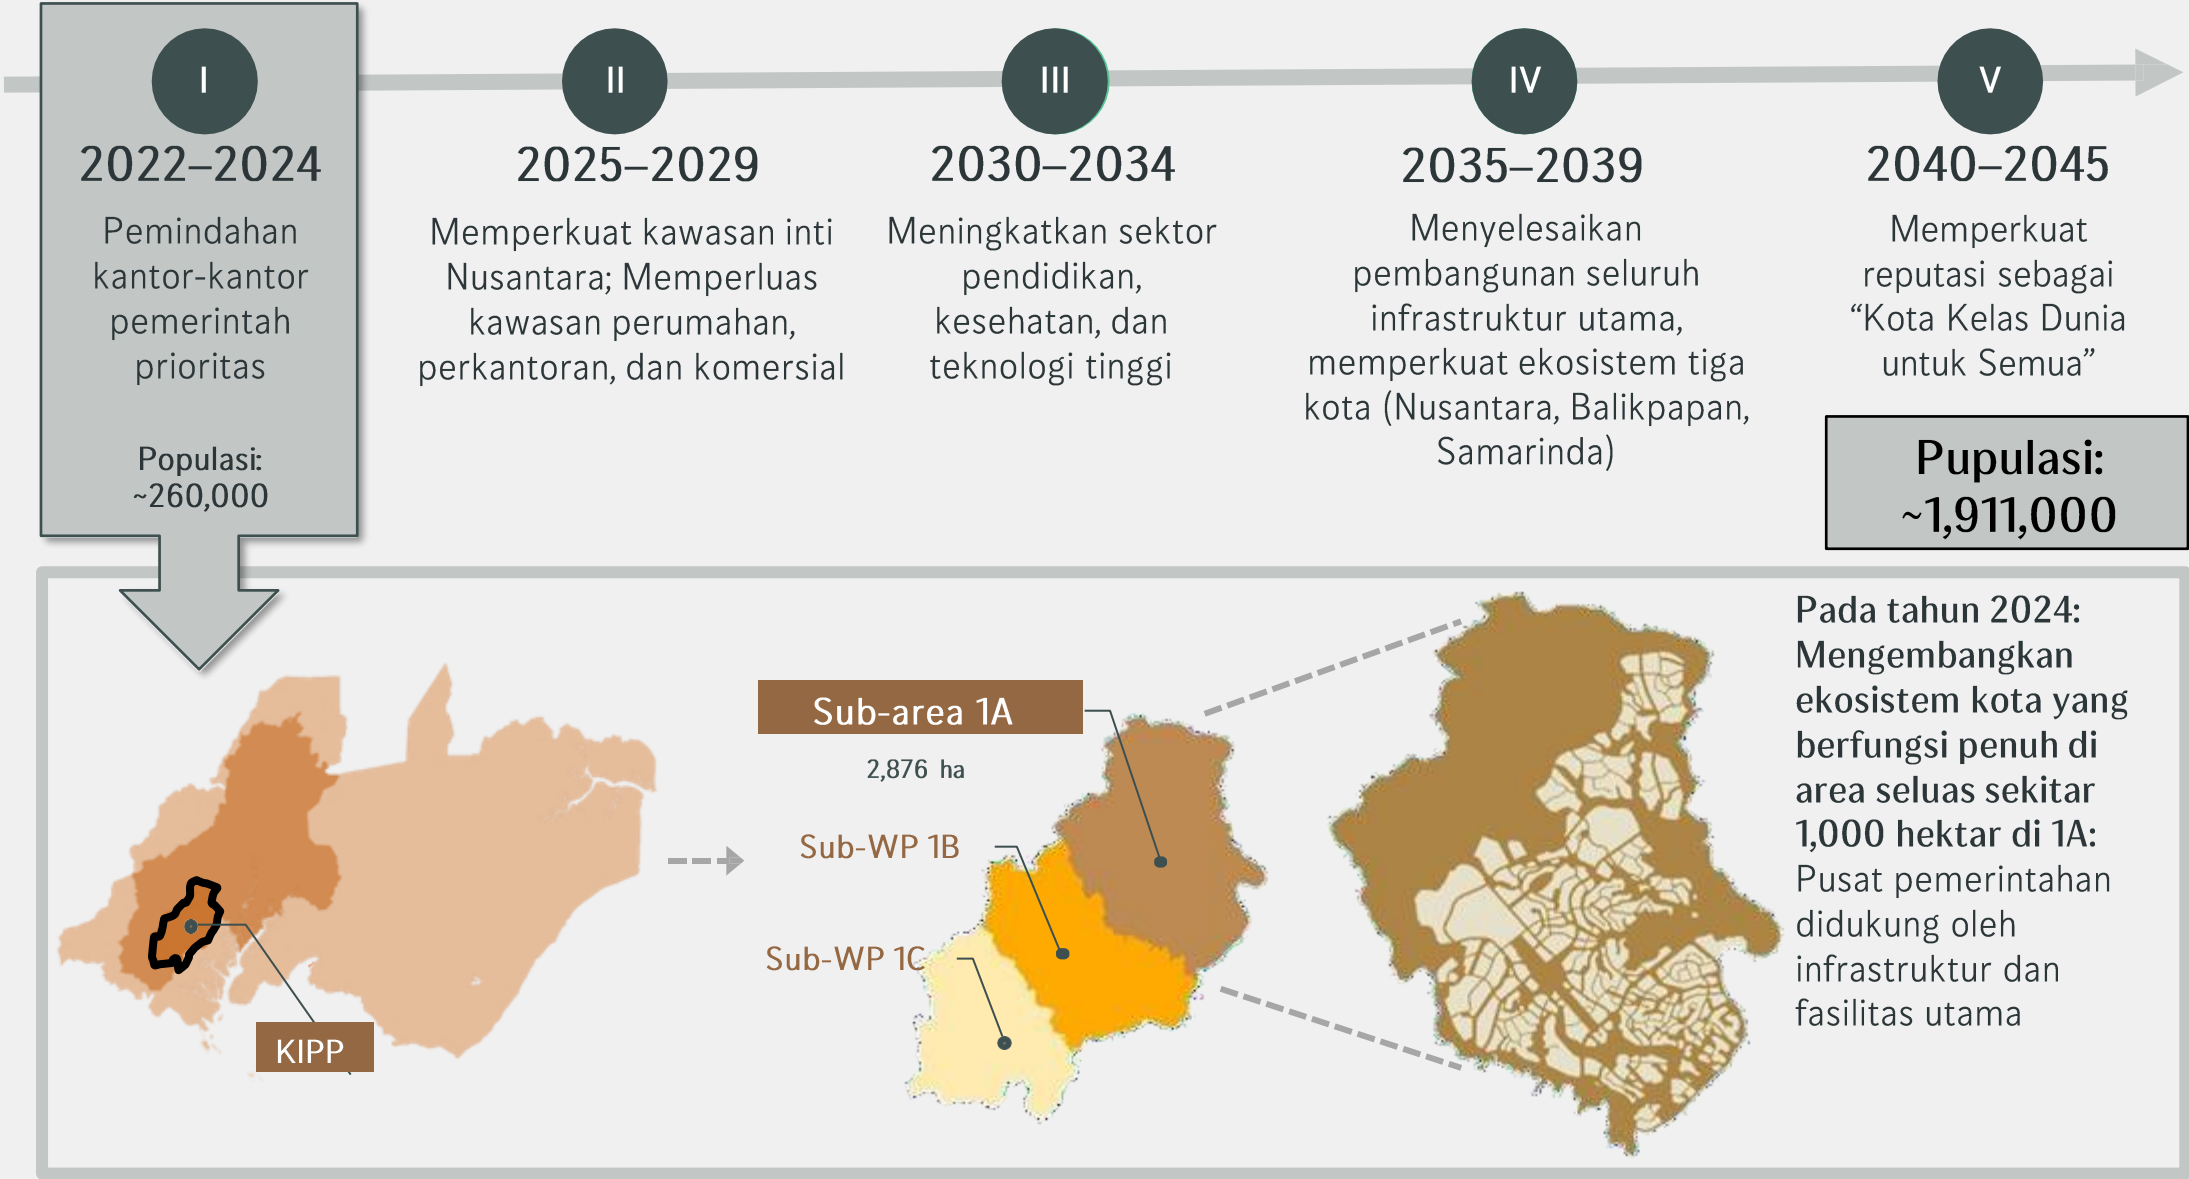 I
2022–2024
Pemindahan
kantor-kantor
pemerintah
prioritas
Populasi:
~260,000
II
2025–2029
Memperkuat kawasan inti
Nusantara; Memperluas
kawasan perumahan,
perkantoran, dan komersial
III
2030–2034
Meningkatkan sektor
pendidikan,
kesehatan, dan
teknologi tinggi
IV
2035–2039
Menyelesaikan
pembangunan seluruh
infrastruktur utama,
memperkuat ekosistem tiga
kota (Nusantara, Balikpapan,
Samarinda)
V
2040–2045
Memperkuat
reputasi sebagai
“Kota Kelas Dunia
untuk Semua”
Pupulasi:
~1,911,000
KIPP
Sub-area 1A
2,876 ha
Sub-WP 1B
Sub-WP 1C
Pada tahun 2024:
Mengembangkan
ekosistem kota yang
berfungsi penuh di
area seluas sekitar
1,000 hektar di 1A:
Pusat pemerintahan
didukung oleh
infrastruktur dan
fasilitas utama